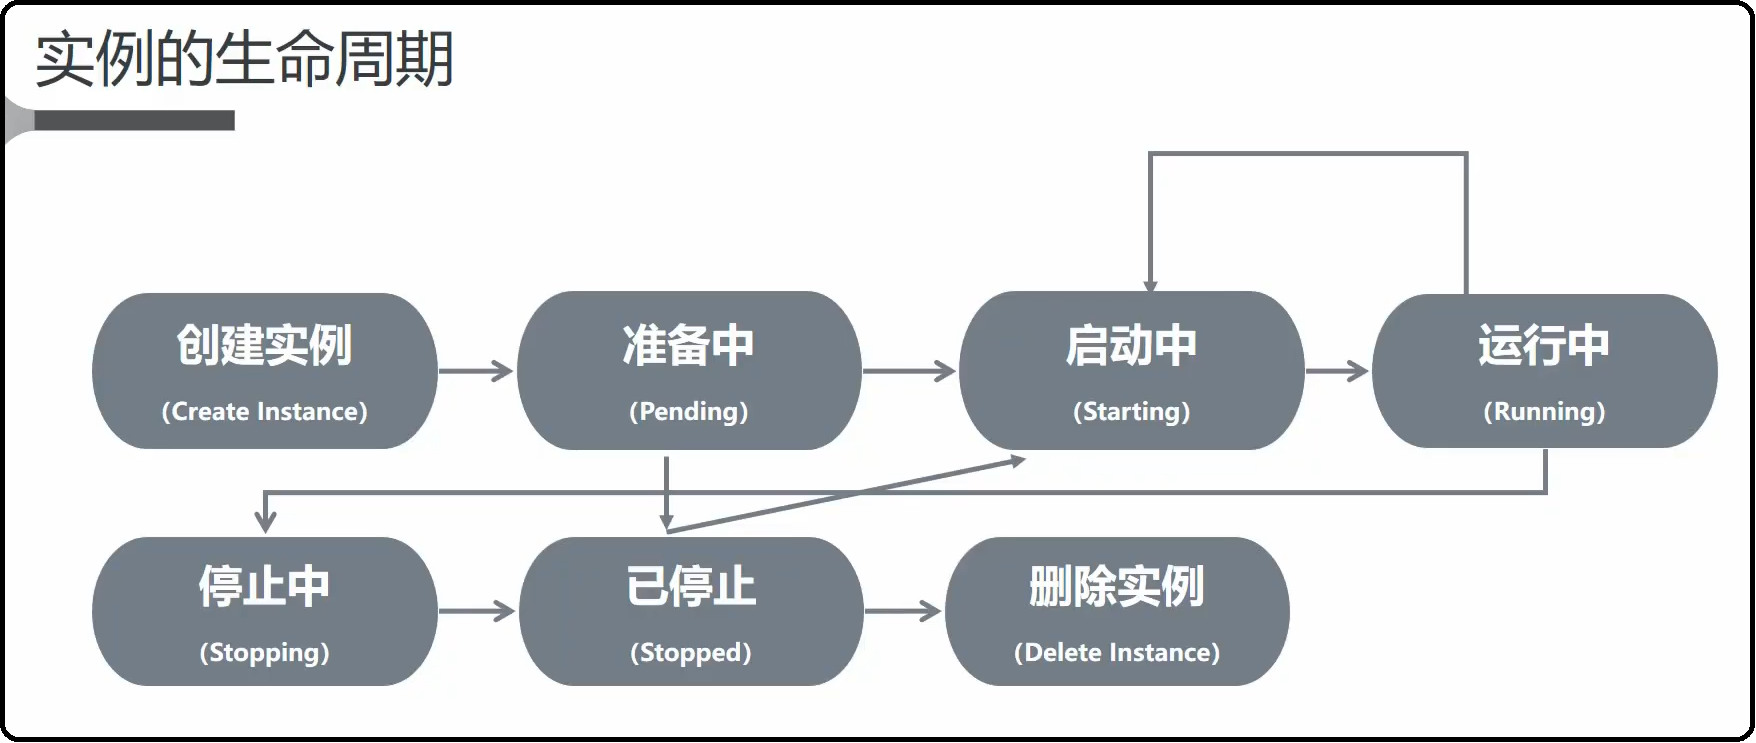 实例的生命周期
创建实例
（Create Instance）
准备中
（Pending）
启动中
（Starting）
运行中
（Running）
停止中
（Stopping）
已停止
（Stopped）
删除实例
（Delete Instance）